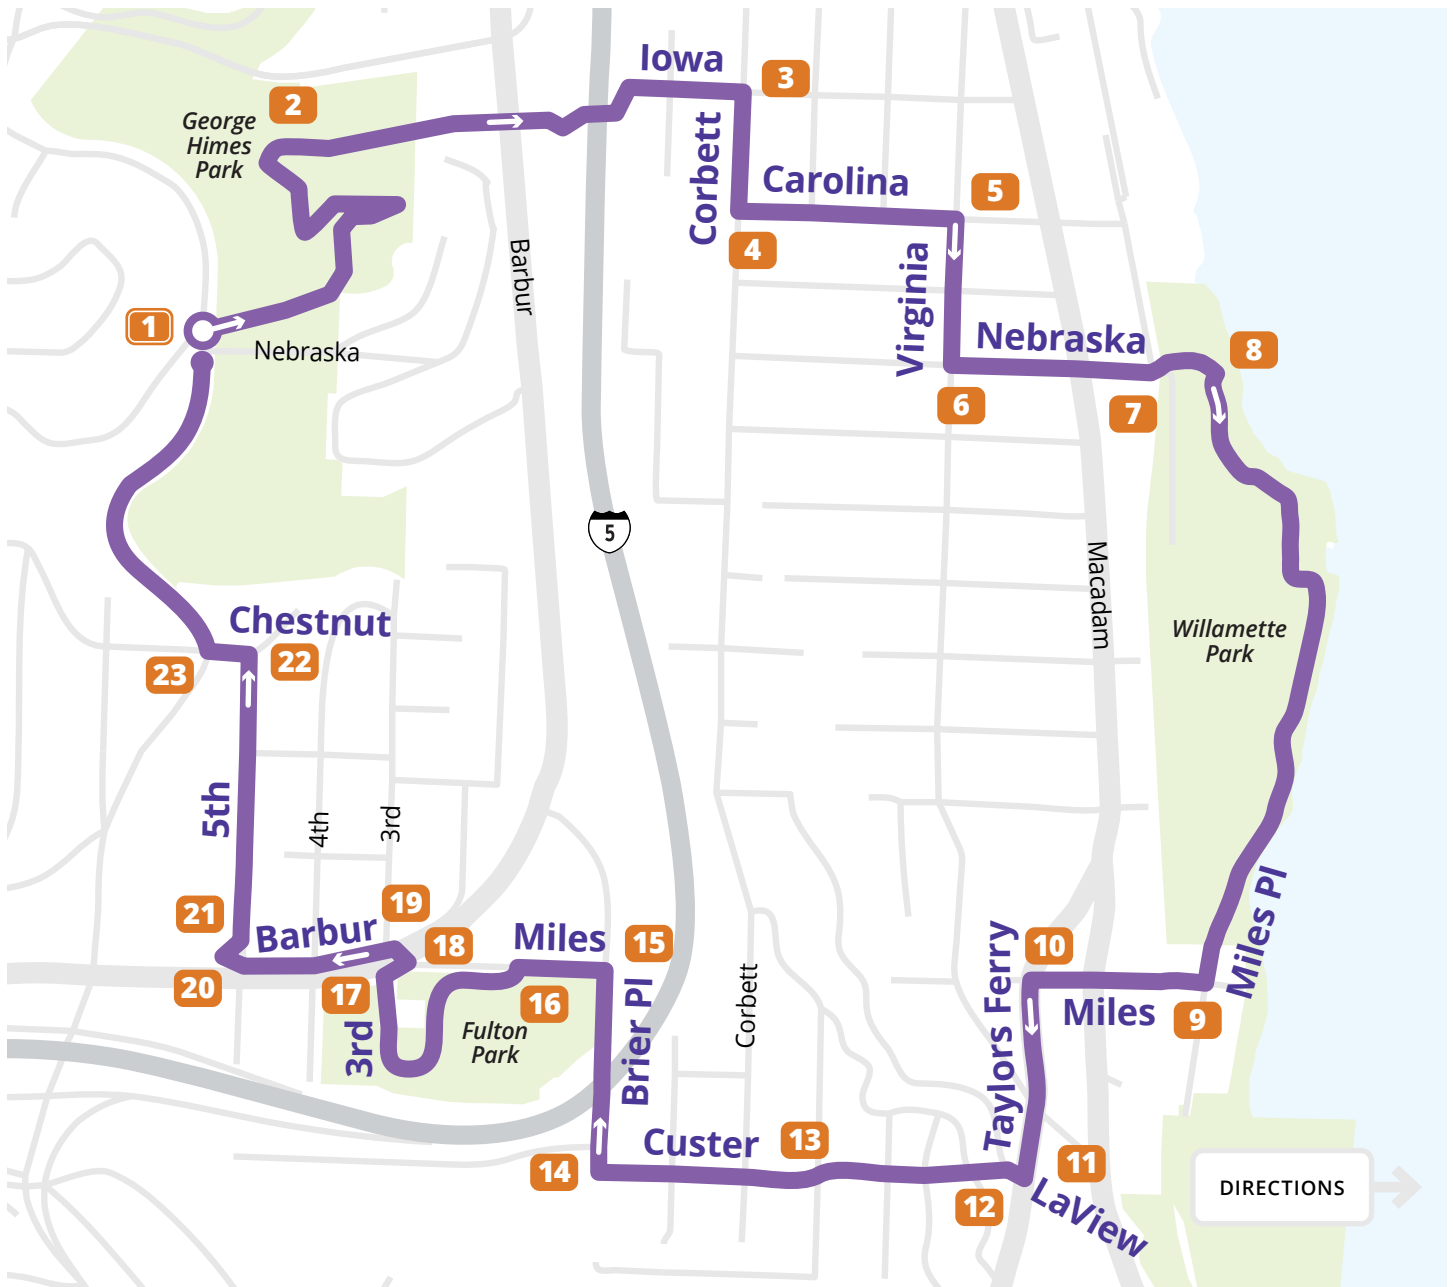 Iowa
3
2
George
Himes
Park
Corbett
Carolina
5
4
Barbur
Virginia
1
Nebraska
Nebraska
8
6
7
5
Macadam
Willamette
Park
Chestnut
22
23
5th
4th
3rd
21
Barbur
19
18
Miles
15
20
17
16
3rd
Fulton
Park
Brier Pl
Corbett
Taylors Ferry
10
Miles Pl
Miles
9
Custer
13
14
11
12
LaView
DIRECTIONS